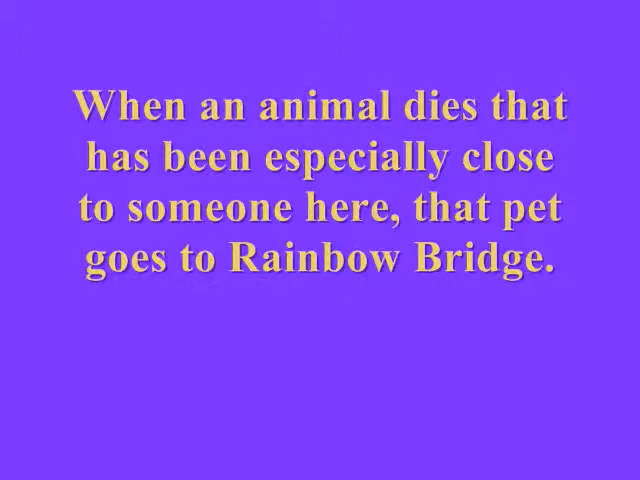 When an animal dies that
has been especially close
to someone here, that pet
goes to Rainbow Bridge.